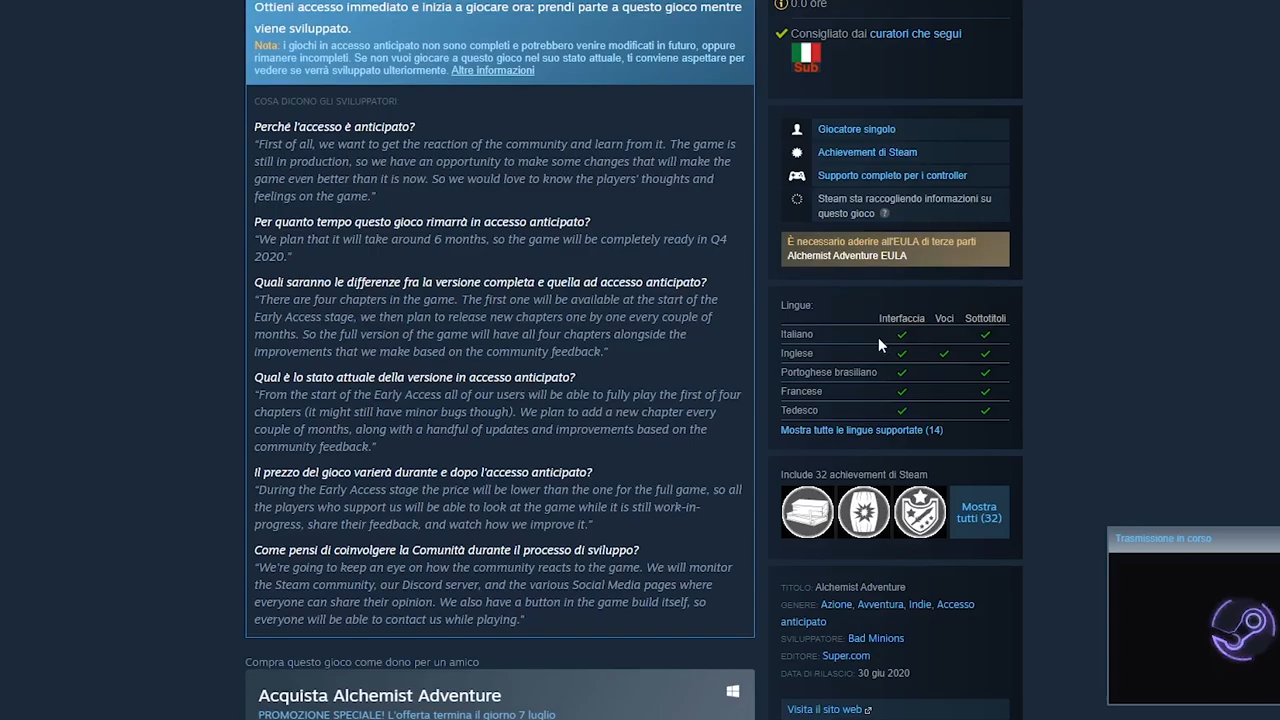 Ottieni accesso immediato e inizia a giocare ora: prendi parte a questo gioco mentre
viene sviluppato.
Nota: i giochi in accesso anticipato non sono completi e potrebbero venire modificati in futuro, oppure
rimanere incompleti. Se non vuoi giocare a questo gioco nel suo stato attuale, ti conviene aspettare per
vedere se verrà sviluppato ulteriormente. Altre informazioni
COSA DICONO GLI SVILUPPATORI:
Perché l'accesso è anticipato?
“First of all, we want to get the reaction of the community and learn from it. The game is
still in production, so we have an opportunity to make some changes that will make the
game even better than it is now. So we would love to know the players' thoughts and
feelings on the game.”
Per quanto tempo questo gioco rimarrà in accesso anticipato?
“We plan that it will take around 6 months, so the game will be completely ready in Q4
2020.”
Quali saranno le differenze fra la versione completa e quella ad accesso anticipato?
“There are four chapters in the game. The first one will be available at the start of the
Early Access stage, we then plan to release new chapters one by one every couple of
months. So the full version of the game will have all four chapters alongside the
improvements that we make based on the community feedback.”
Qual è lo stato attuale della versione in accesso anticipato?
“From the start of the Early Access all of our users will be able to fully play the first of four
chapters (it might still have minor bugs though). We plan to add a new chapter every
couple of months, along with a handful of updates and improvements based on the
community feedback.”
Il prezzo del gioco varierà durante e dopo l'accesso anticipato?
“During the Early Access stage the price will be lower than the one for the full game, so all
the players who support us will be able to look at the game while it is still work-in-
progress, share their feedback, and watch how we improve it.”
Come pensi di coinvolgere la Comunità durante il processo di sviluppo?
“We're going to keep an eye on how the community reacts to the game. We will monitor
the Steam community, our Discord server, and the various Social Media pages where
everyone can share their opinion. We also have a button in the game build itself, so
everyone will be able to contact us while playing.”
Compra questo gioco come dono per un amico
Acquista Alchemist Adventure
PROMOZIONE SPECIALE! L'offerta termina il giorno 7 luglio
0.0 ore
Consigliato dai curatori che segui
Sub
Giocatore singolo
Achievement di Steam
Supporto completo per i controller
Steam sta raccogliendo informazioni su
questo gioco ?
È necessario aderire all'EULA di terze parti
Alchemist Adventure EULA
Lingue:
Interfaccia Voci Sottotitoli
Italiano ✓ ✓
Inglese ✓ ✓ ✓
Portoghese brasiliano ✓ ✓
Francese ✓ ✓
Tedesco ✓ ✓
Mostra tutte le lingue supportate (14)
Include 32 achievement di Steam
Mostra
tutti (32)
TITOLO: Alchemist Adventure
GENERE: Azione, Avventura, Indie, Accesso
anticipato
SVILUPPATORE: Bad Minions
EDITORE: Super.com
DATA DI RILASCIO: 30 giu 2020
Visita il sito web
Trasmissione in corso